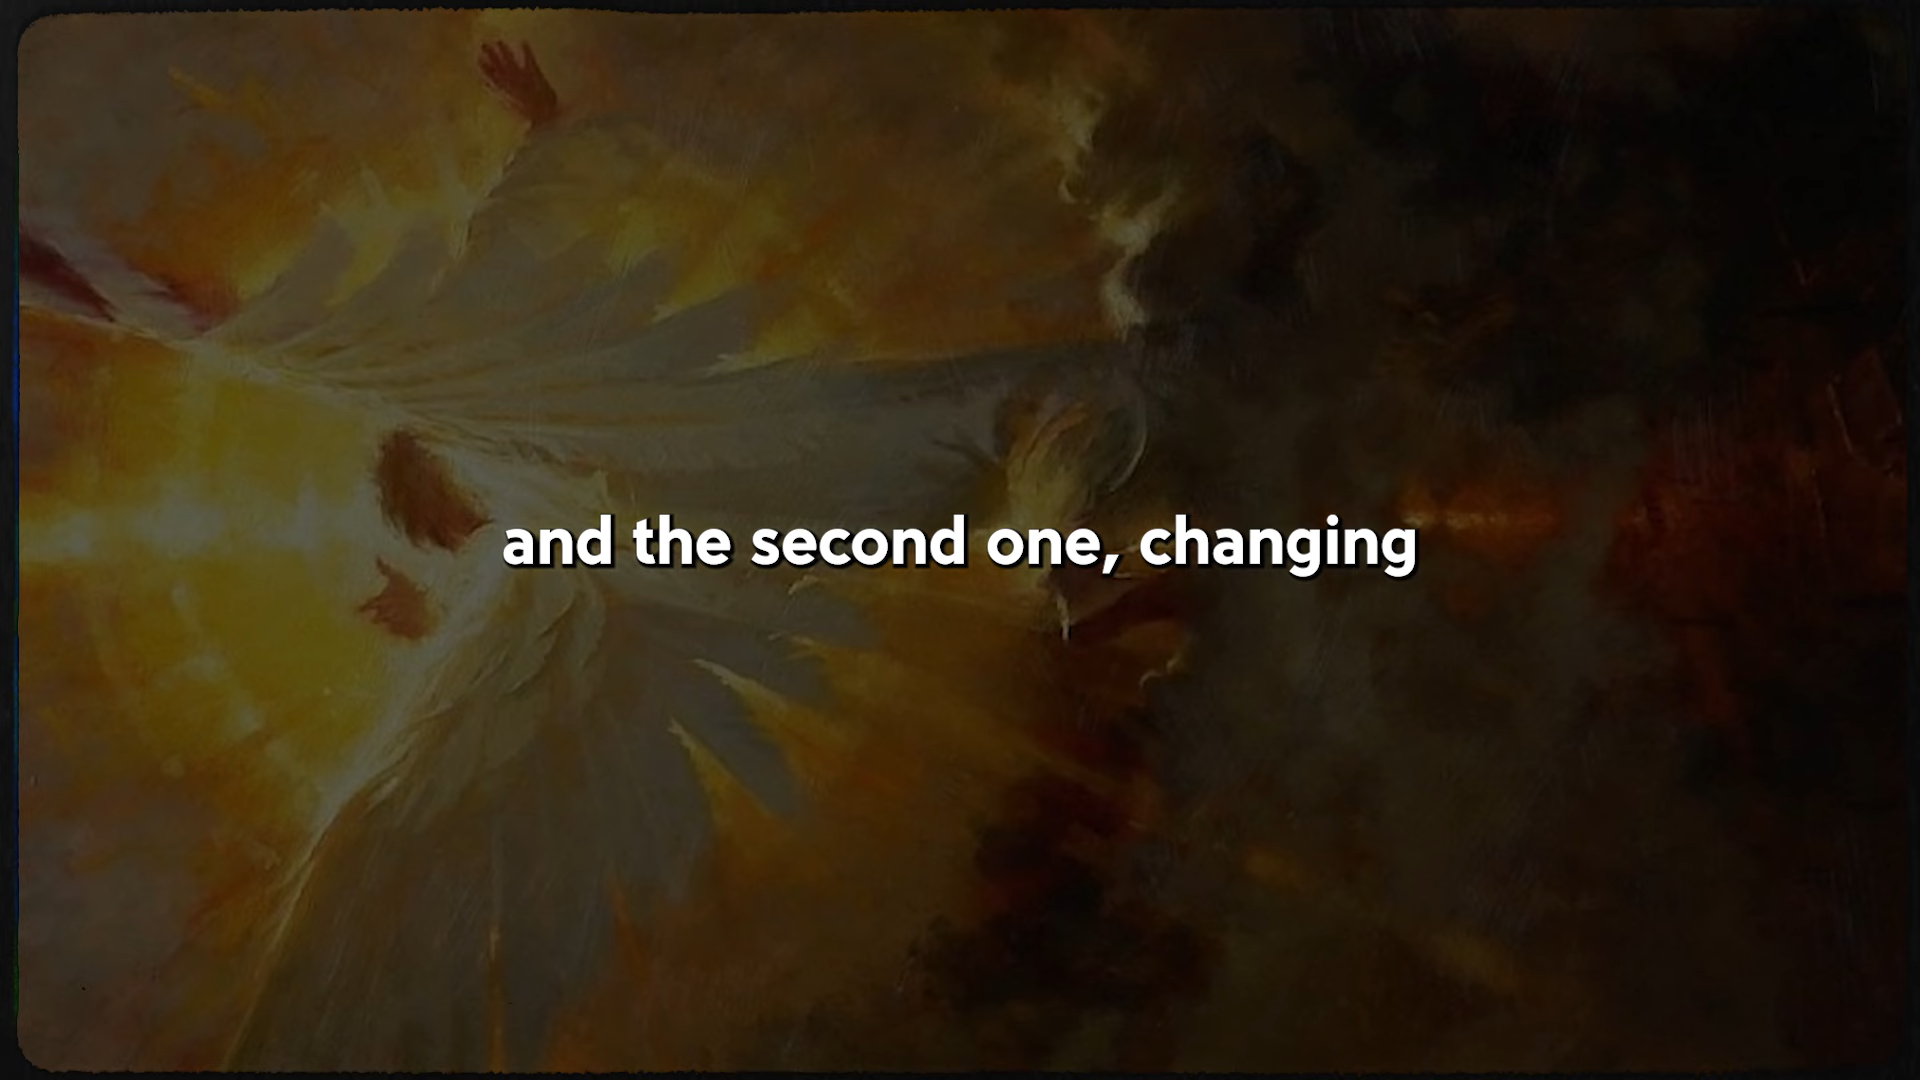 and the second one, changing